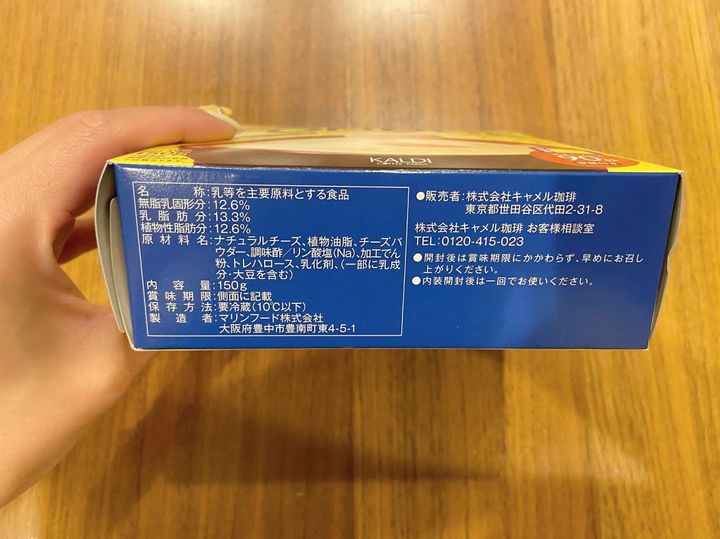 KALDI
名 称:乳等を主要原料とする食品
無脂乳固形分:12.6%
乳脂肪分:13.3%
植物性脂肪分:12.6%
原材料名:ナチュラルチーズ、植物油脂、チーズパ
ウダー、調味酢／リン酸塩(Na)、加工でん
粉、トレハロース、乳化剤、(一部に乳成
分・大豆を含む)
内容量:150g
賞味期限:側面に記載
保存方法:要冷蔵(10℃以下)
製造者:マリンフード株式会社
大阪府豊中市豊南町東4-5-1
●販売者:株式会社キャメル珈琲
東京都世田谷区代田2-31-8
株式会社キャメル珈琲 お客様相談室
TEL:0120-415-023
●開封後は賞味期限にかかわらず、早めにお召し
上がりください。
●内装開封後は一回でお使いください。